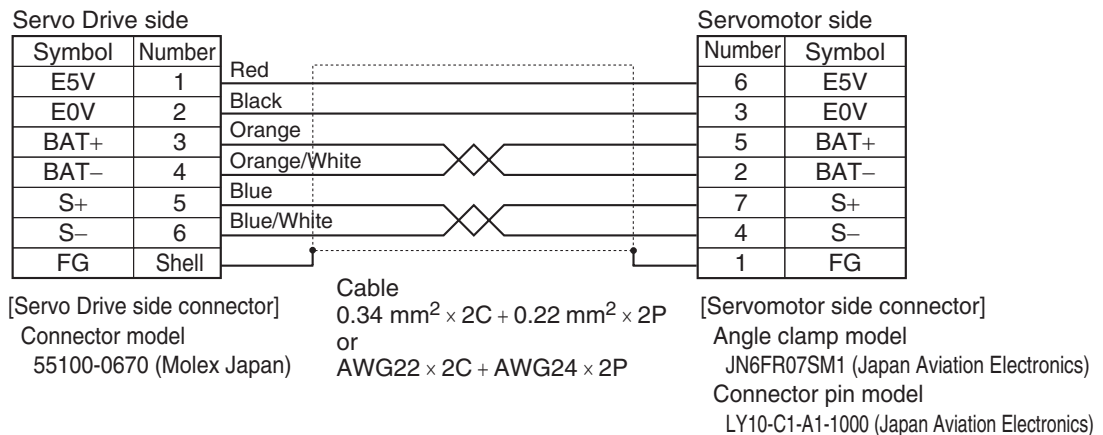 Servo Drive side
Servomotor side
Symbol Number
Number Symbol
E5V 1 Red 6 E5V
E0V 2 Black 3 E0V
BAT+ 3 Orange 5 BAT+
BAT− 4 Orange/White 2 BAT−
S+ 5 Blue 7 S+
S− 6 Blue/White 4 S−
FG Shell 1 FG
[Servo Drive side connector]
Connector model
55100-0670 (Molex Japan)
Cable
0.34 mm² × 2C + 0.22 mm² × 2P
or
AWG22 × 2C + AWG24 × 2P
[Servomotor side connector]
Angle clamp model
JN6FR07SM1 (Japan Aviation Electronics)
Connector pin model
LY10-C1-A1-1000 (Japan Aviation Electronics)